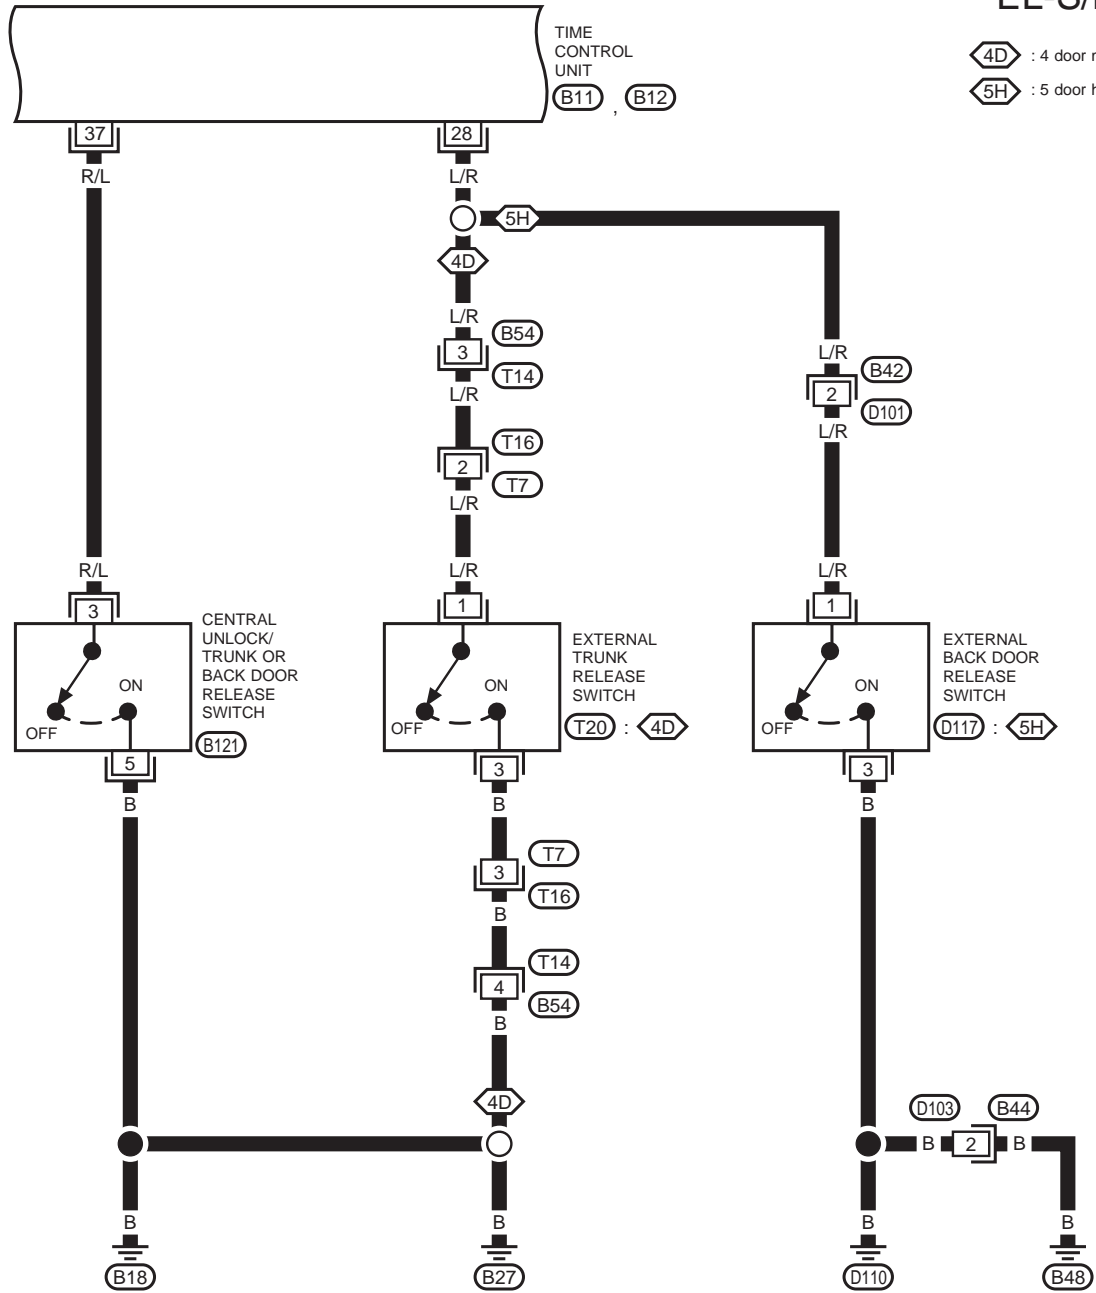 TIME
CONTROL
UNIT
B11 , B12
4D : 4 door
5H : 5 door
37
28
R/L
L/R
5H
4D
L/R
B54
3
T14
L/R
L/R
B42
2
D101
L/R
T16
2
T7
L/R
R/L
L/R
L/R
3
1
1
CENTRAL
UNLOCK/
TRUNK OR
BACK DOOR
RELEASE
SWITCH
B121
ON
OFF
EXTERNAL
TRUNK
RELEASE
SWITCH
T20 : 4D
ON
OFF
EXTERNAL
BACK DOOR
RELEASE
SWITCH
D117 : 5H
ON
OFF
5
3
3
B
B
B
T7
3
T16
B
T14
4
B54
B
4D
D103
B44
B
2
B
B
B
B
B
B18
B27
D110
B48